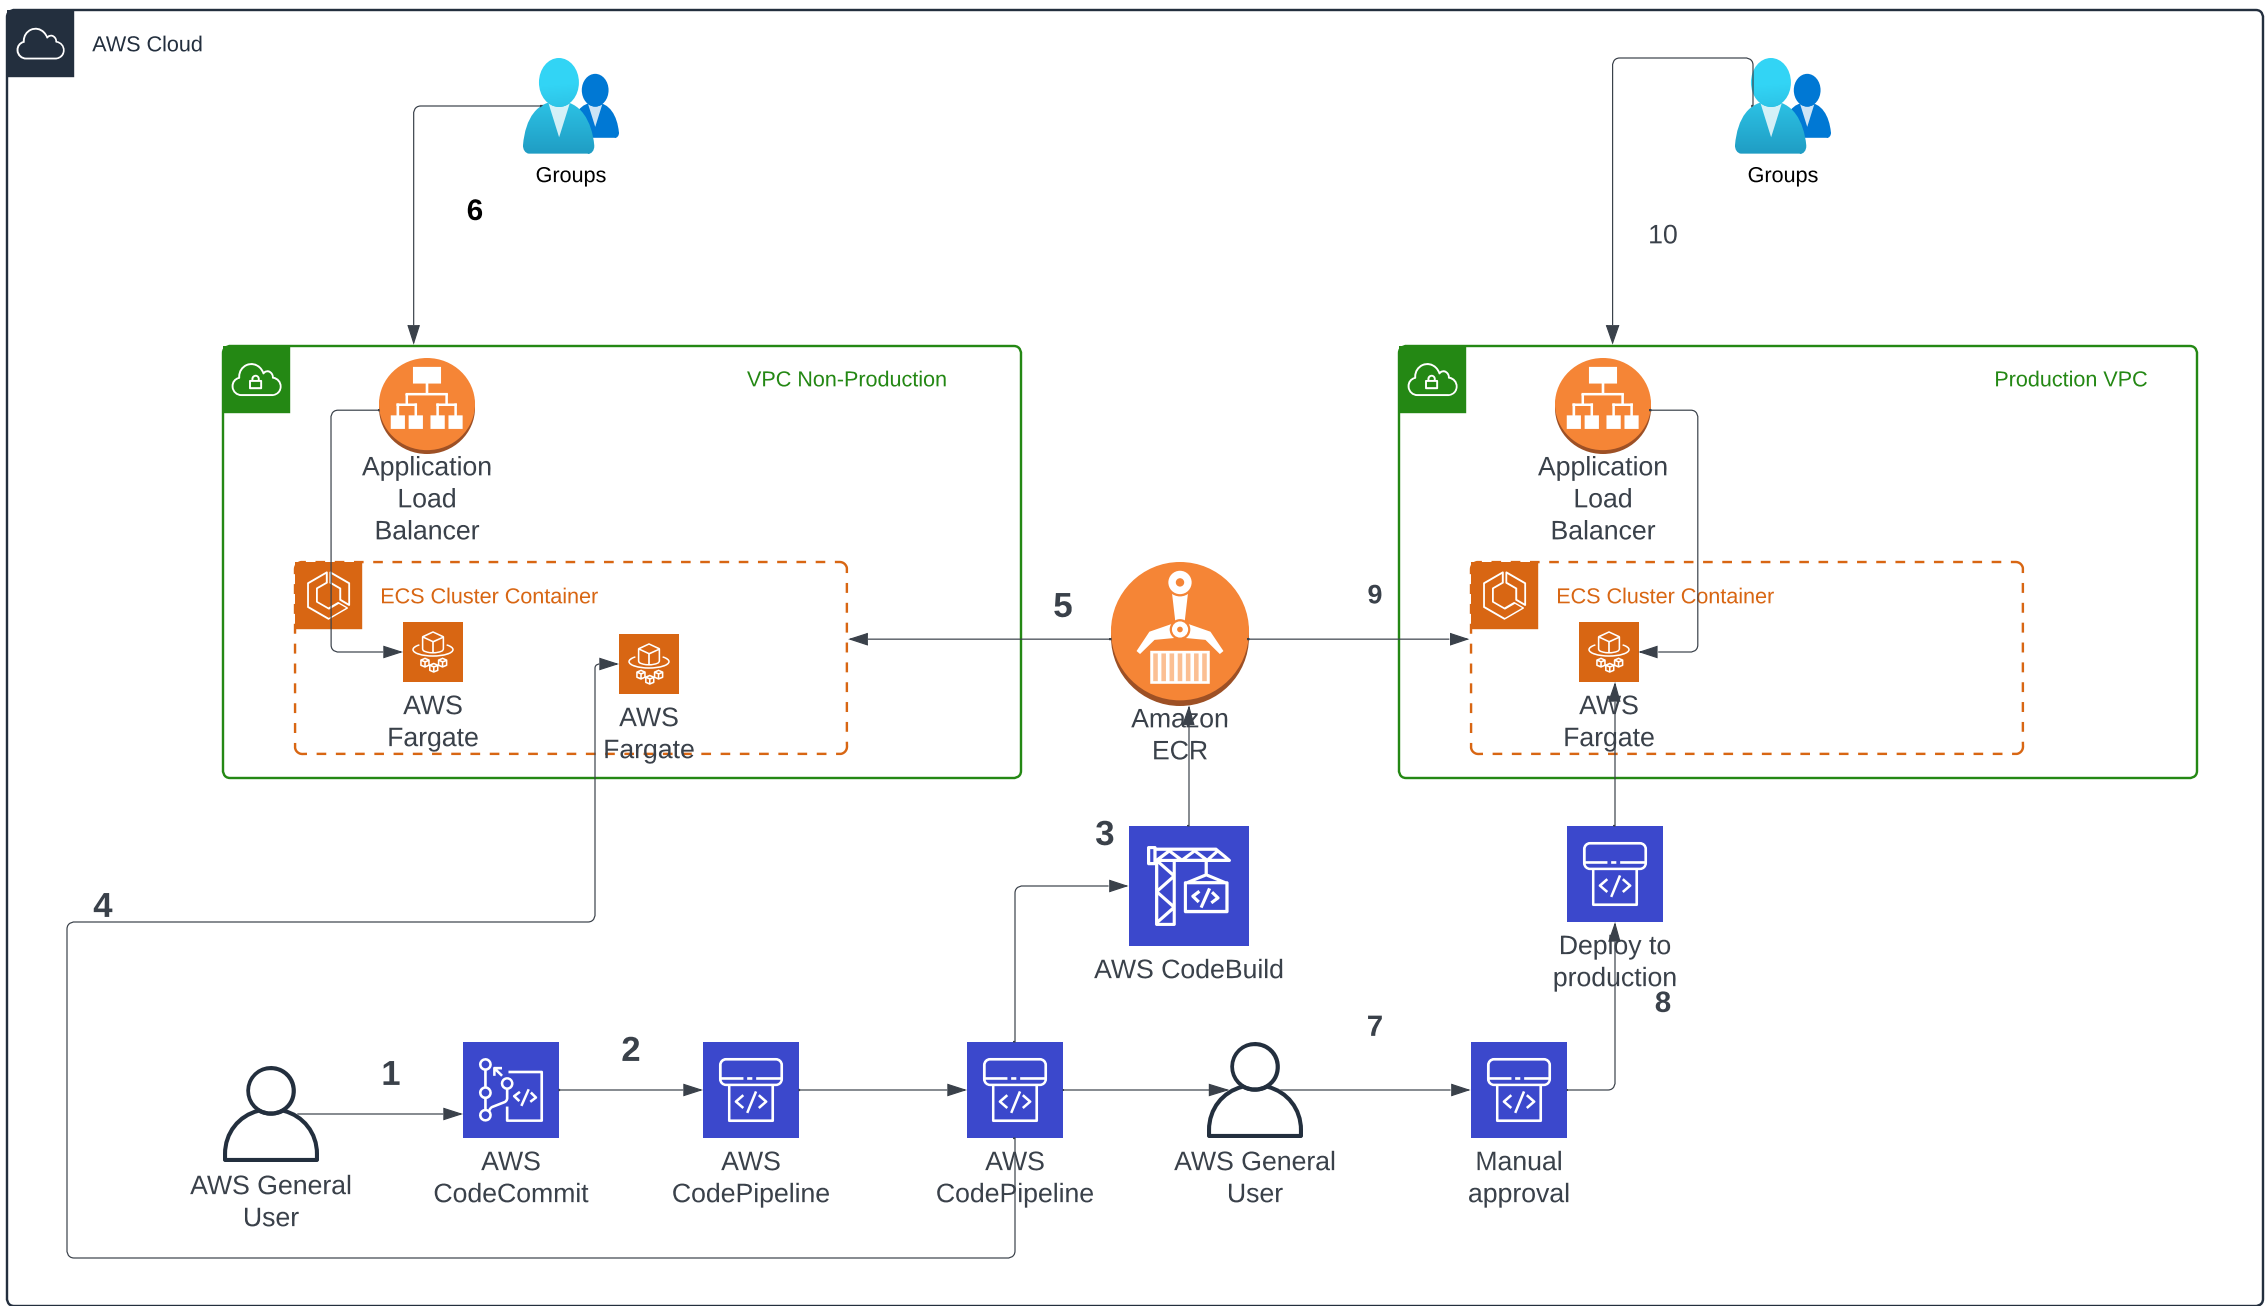 AWS Cloud
Groups
Groups
6
10
VPC Non-Production
Production VPC
Application
Load
Balancer
Application
Load
Balancer
ECS Cluster Container
5
9
ECS Cluster Container
AWS
Fargate
AWS
Fargate
Amazon
ECR
AWS
Fargate
3
4
AWS CodeBuild
Deploy to
production
8
1
2
7
AWS General
User
AWS
CodeCommit
AWS
CodePipeline
AWS
CodePipeline
AWS General
User
Manual
approval